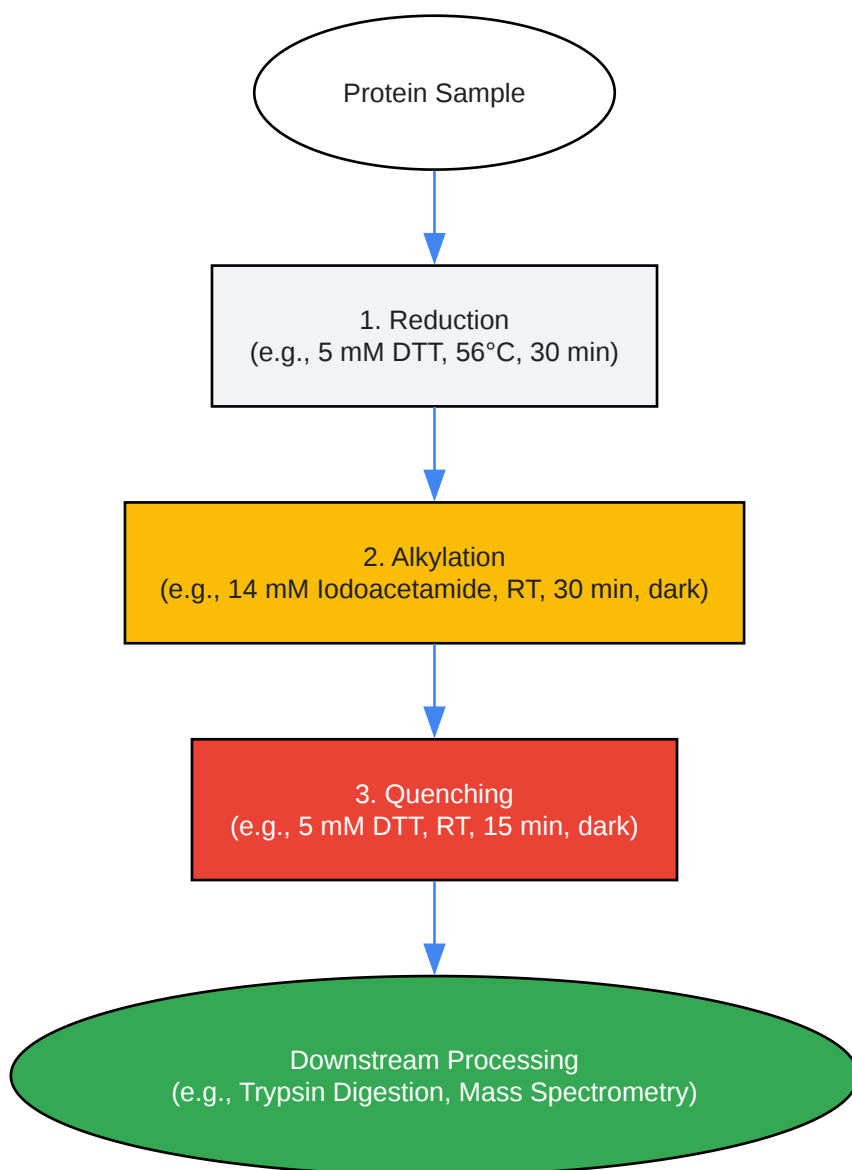 Protein Sample
1. Reduction
(e.g., 5 mM DTT, 56°C, 30 min)
2. Alkylation
(e.g., 14 mM Iodoacetamide, RT, 30 min, dark)
3. Quenching
(e.g., 5 mM DTT, RT, 15 min, dark)
Downstream Processing
(e.g., Trypsin Digestion, Mass Spectrometry)